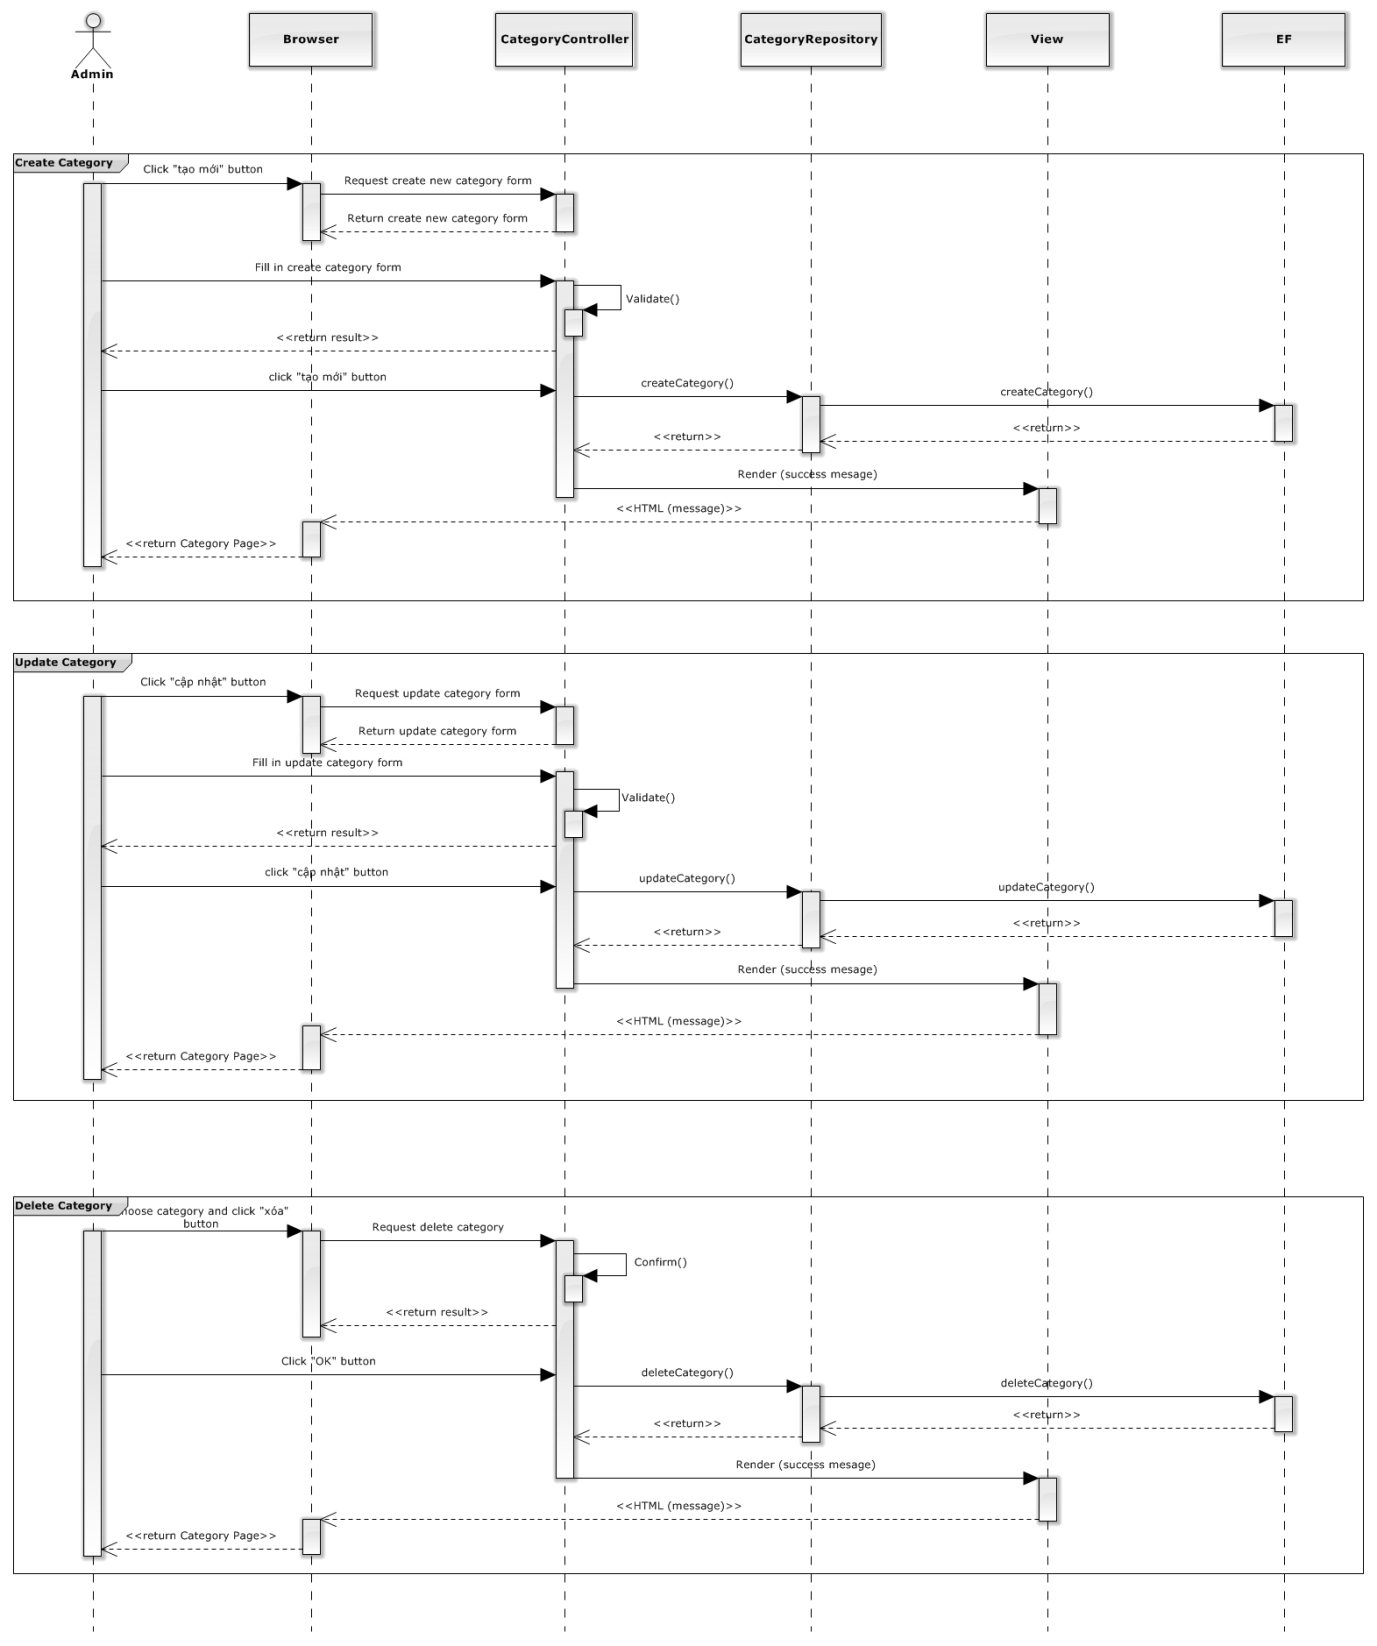 Admin
Browser
CategoryController
CategoryRepository
View
EF
Create Category
Click "tạo mới" button
Request create new category form
Return create new category form
Fill in create category form
Validate()
<<return result>>
click "tạo mới" button
createCategory()
createCategory()
<<return>>
<<return>>
Render (success mesage)
<<HTML (message)>>
<<return Category Page>>
Update Category
Click "cập nhật" button
Request update category form
Return update category form
Fill in update category form
Validate()
<<return result>>
click "cập nhật" button
updateCategory()
updateCategory()
<<return>>
<<return>>
Render (success mesage)
<<HTML (message)>>
<<return Category Page>>
Delete Category
hoose category and click "xóa"
button
Request delete category
Confirm()
<<return result>>
Click "OK" button
deleteCategory()
deleteCategory()
<<return>>
<<return>>
Render (success mesage)
<<HTML (message)>>
<<return Category Page>>